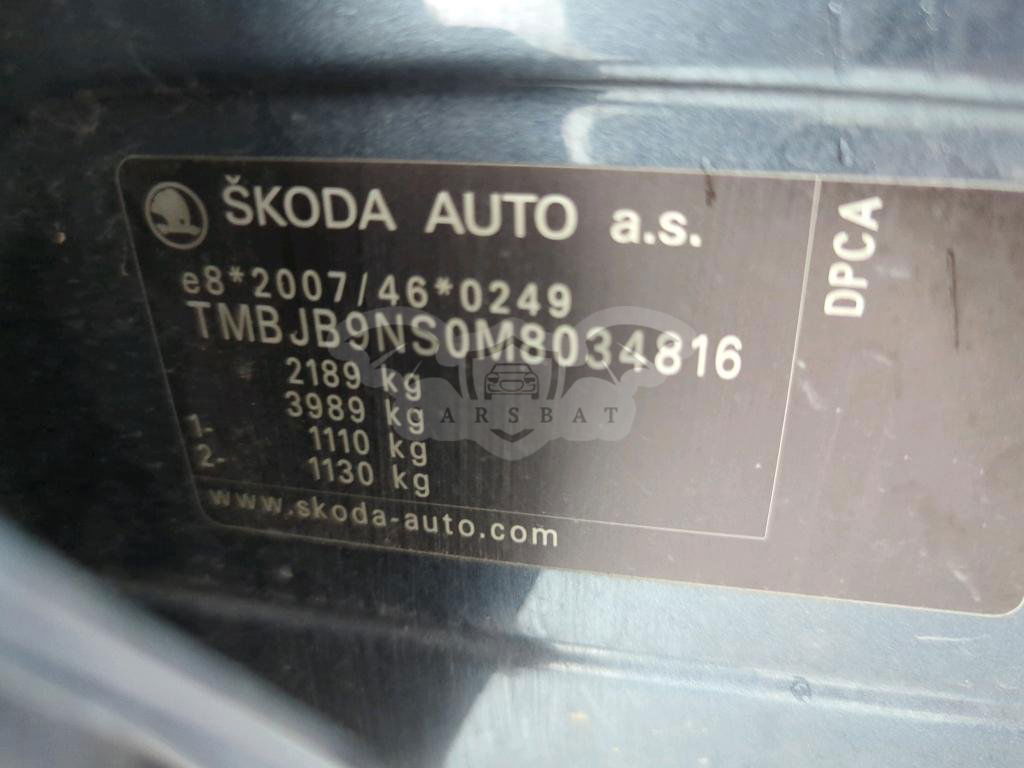 ŠKODA AUTO a.s.
e8*2007/46*0249
TMBJB9NS0M8034816
2189 kg
3989 kg
1- 1110 kg
2- 1130 kg
www.skoda-auto.com
DPCA
ARSBAT